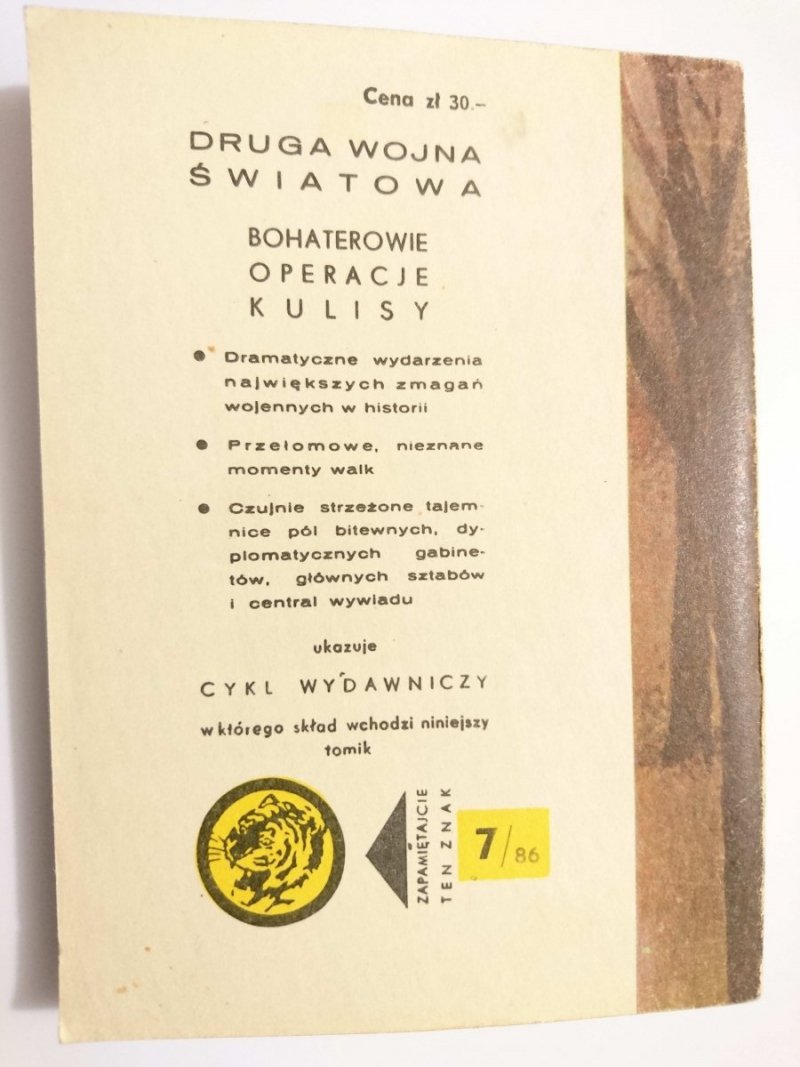 Cena zł 30.-
DRUGA WOJNA
ŚWIATOWA
BOHATEROWIE
OPERACJE
KULISY
● Dramatyczne wydarzenia
największych zmagań
wojennych w historii
● Przełomowe, nieznane
momenty walk
● Czujnie strzeżone tajem-
nice pól bitewnych, dy-
plomatycznych gabine-
tów, głównych sztabów
i central wywiadu
ukazuje
CYKL WYDAWNICZY
w którego skład wchodzi niniejszy
tomik
ZAPAMIĘTAJCIE
TEN ZNAK
7/86